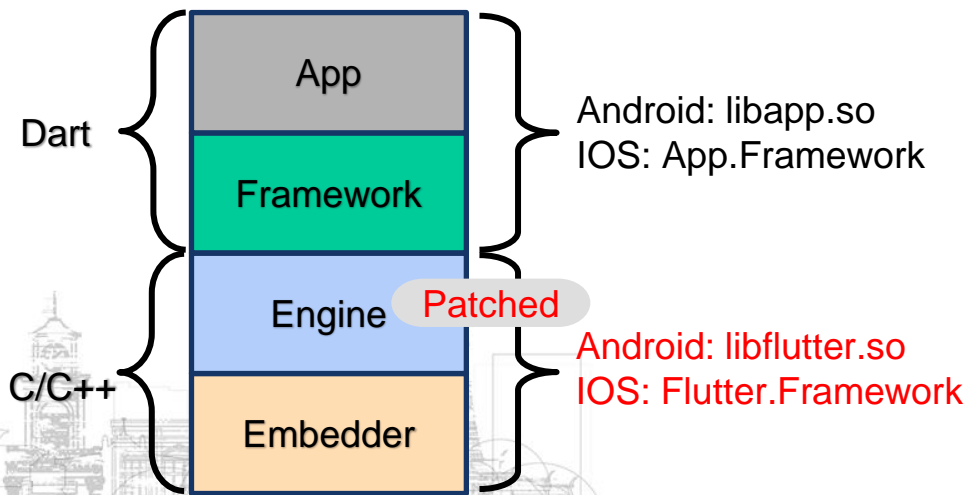 App
Dart
Android: libapp.so
IOS: App.Framework
Framework
Engine
Patched
Android: libflutter.so
IOS: Flutter.Framework
C/C++
Embedder